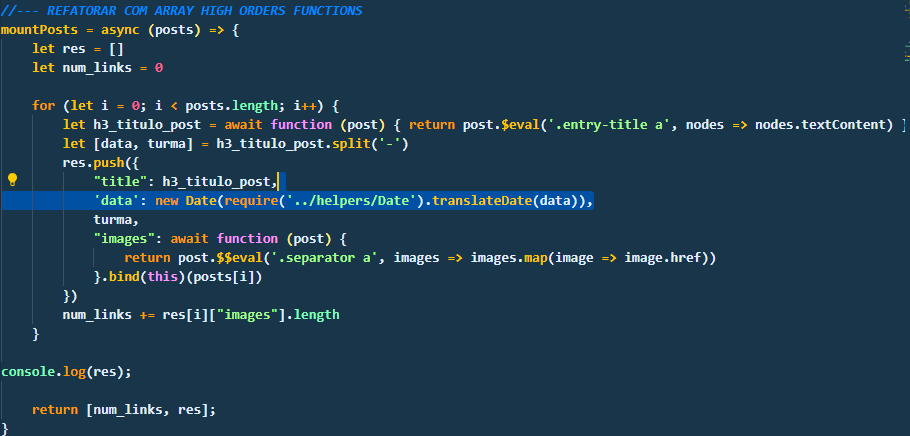 //--- REFATORAR COM ARRAY HIGH ORDERS FUNCTIONS
mountPosts = async (posts) => {
    let res = []
    let num_links = 0

    for (let i = 0; i < posts.length; i++) {
        let h3_titulo_post = await function (post) { return post.$eval('.entry-title a', nodes => nodes.textContent) }
        let [data, turma] = h3_titulo_post.split('-')
        res.push({
            "title": h3_titulo_post,
            'data': new Date(require('../helpers/Date').translateDate(data)),
            turma,
            "images": await function (post) {
                return post.$$eval('.separator a', images => images.map(image => image.href))
            }.bind(this)(posts[i])
        })
        num_links += res[i]["images"].length
    }

console.log(res);

    return [num_links, res];
}